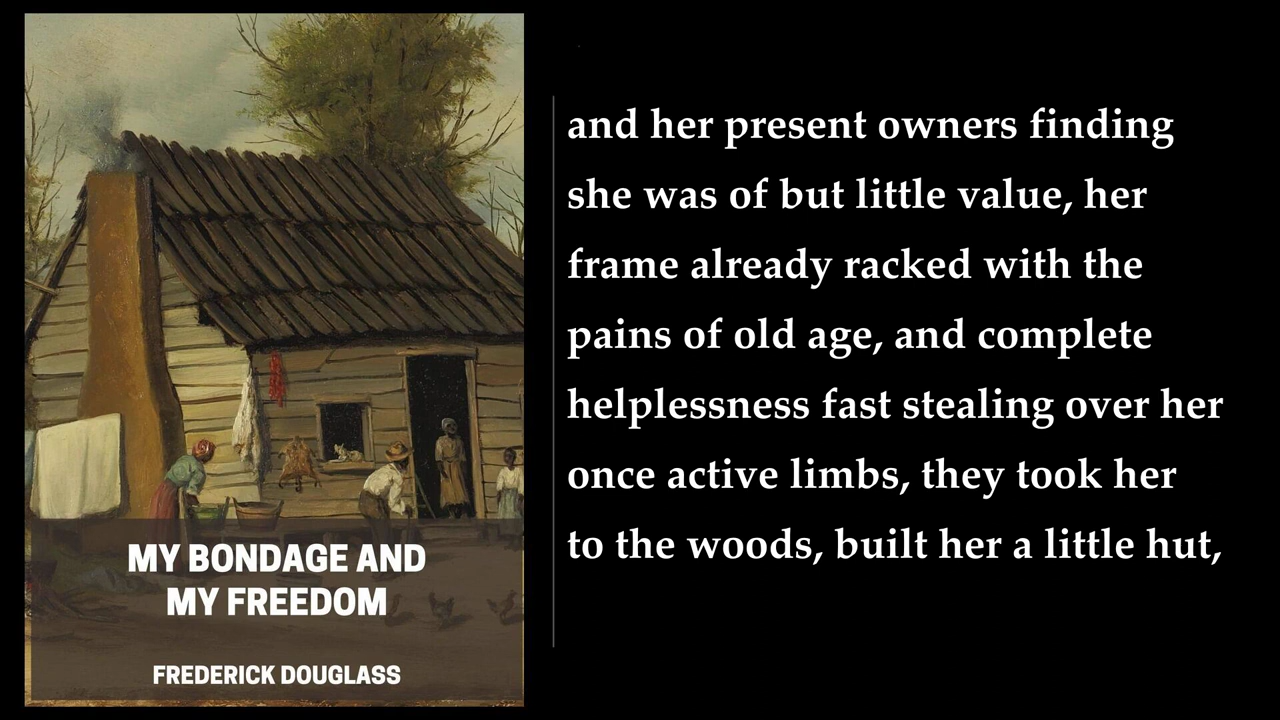 MY BONDAGE AND
MY FREEDOM
FREDERICK DOUGLASS
and her present owners finding
she was of but little value, her
frame already racked with the
pains of old age, and complete
helplessness fast stealing over her
once active limbs, they took her
to the woods, built her a little hut,